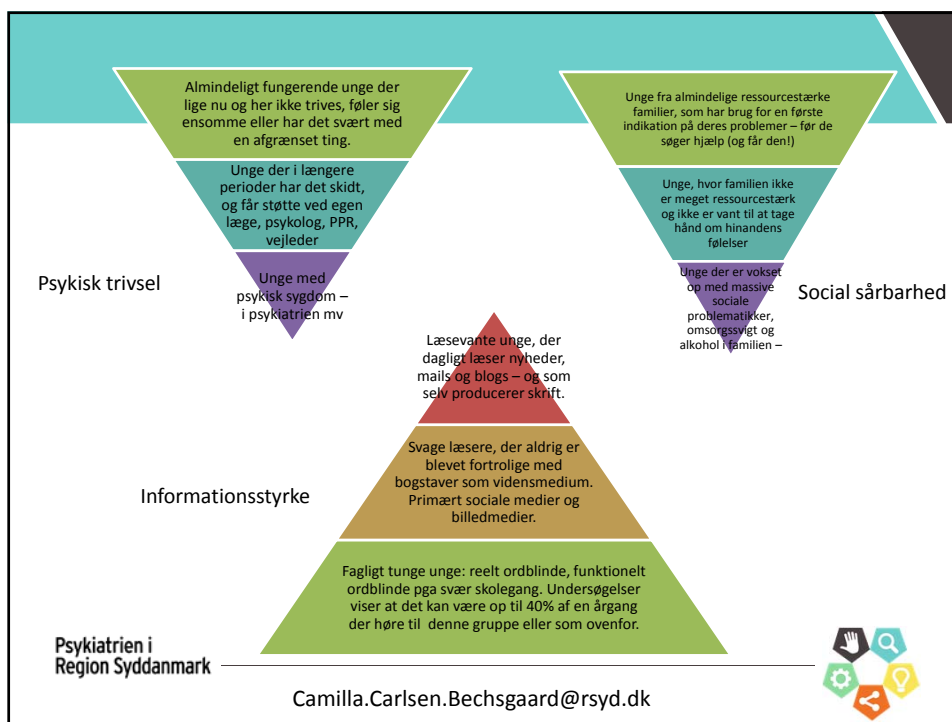 Almindeligt fungerende unge der
lige nu og her ikke trives, føler sig
ensomme eller har det svært med
en afgrænset ting.
Unge der i længere
perioder har det skidt,
og får støtte ved egen
læge, psykolog, PPR,
vejleder
Unge med
psykisk sygdom –
i psykiatrien mv
Psykisk trivsel
Unge fra almindelige ressourcestærke
familier, som har brug for en første
indikation på deres problemer – før de
søger hjælp (og får den!)
Unge, hvor familien ikke
er meget ressourcestærk
og ikke er vant til at tage
hånd om hinandens
følelser
Unge der er vokset
op med massive
sociale
problematikker,
omsorgssvigt og
alkohol i familien –
Social sårbarhed
Læsevante unge, der
dagligt læser nyheder,
mails og blogs – og som
selv producerer skrift.
Svage læsere, der aldrig er
blevet fortrolige med
bogstaver som vidensmedium.
Primært sociale medier og
billedmedier.
Informationsstyrke
Fagligt tunge unge: reelt ordblinde, funktionelt
ordblinde pga svær skolegang. Undersøgelser
viser at det kan være op til 40% af en årgang
der høre til denne gruppe eller som ovenfor.
Psykiatrien i
Region Syddanmark
Camilla.Carlsen.Bechsgaard@rsyd.dk